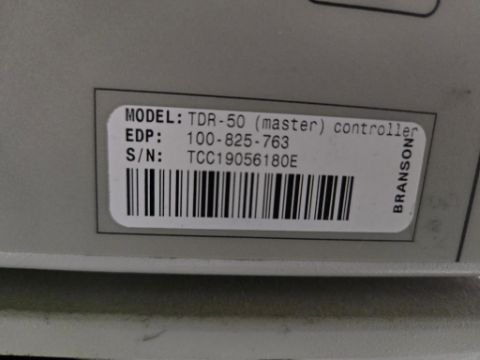 MODEL: TDR-50 (master) controller
EDP: 100-825-763
S/N: TCC19056180E
BRANSON